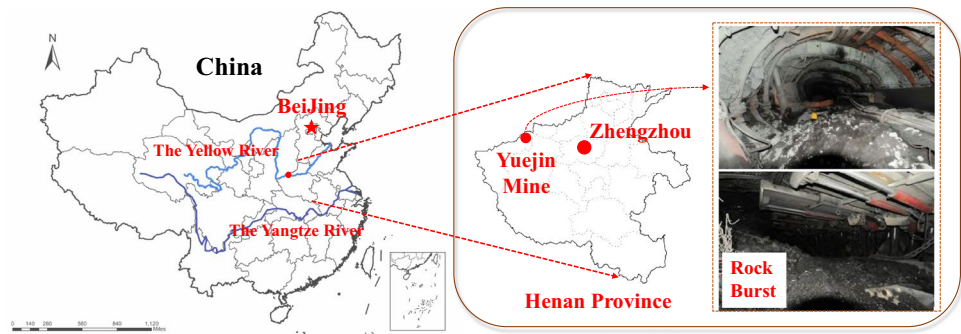 N
China
BeiJing
The Yellow River
The Yangtze River
0 140 280 560 840 1,120
Miles
Zhengzhou
Yuejin
Mine
Henan Province
Rock
Burst